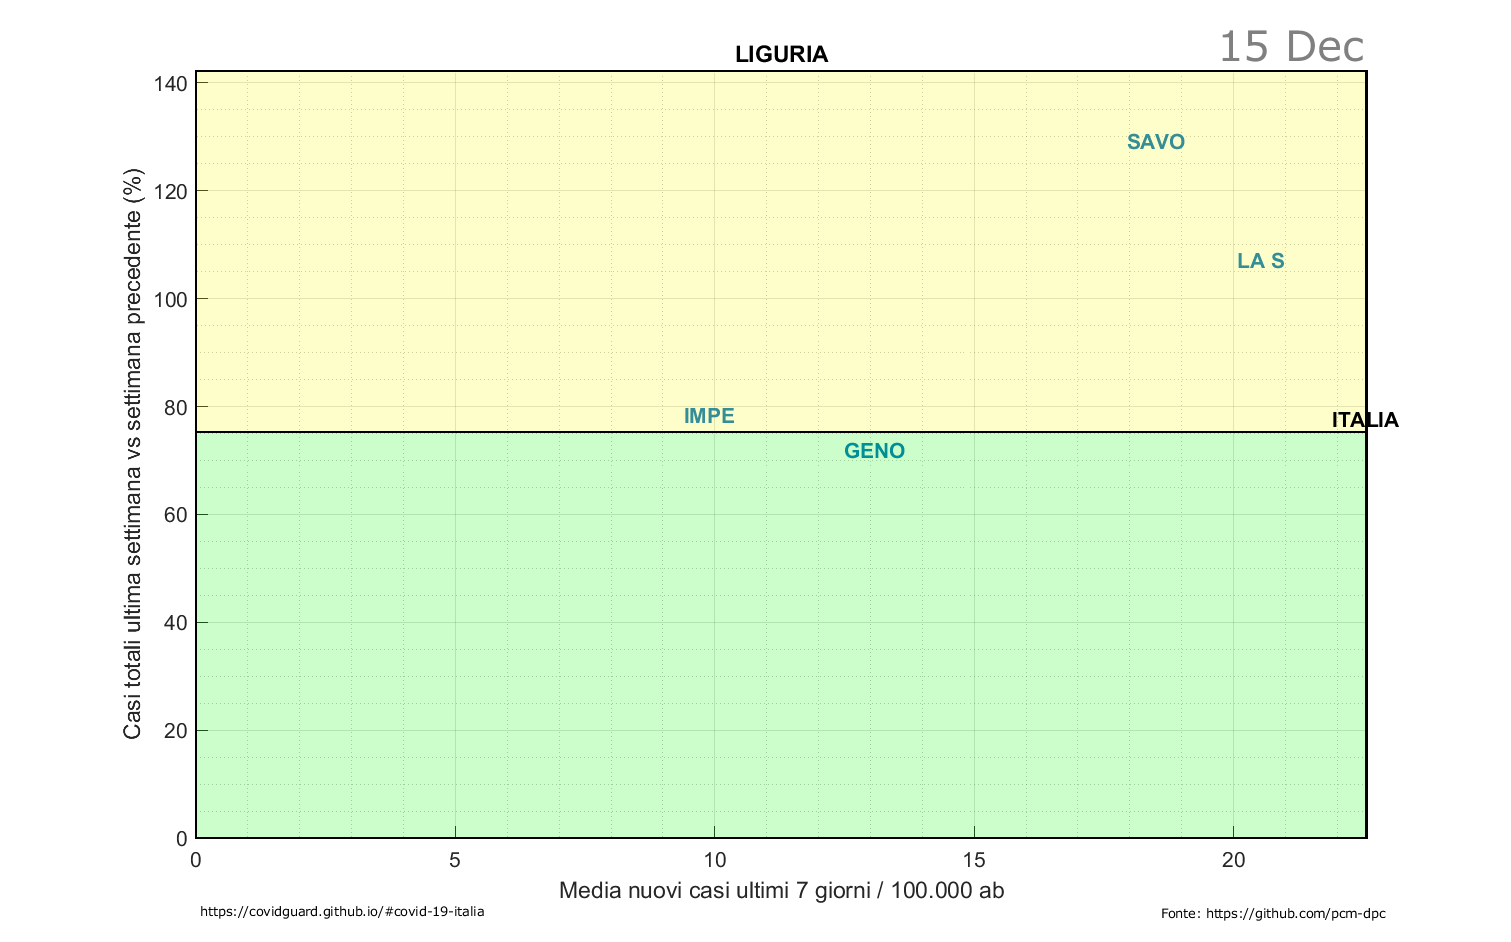 15 Dec
LIGURIA
140
120
100
80
60
40
20
0
Casi totali ultima settimana vs settimana precedente (%)
SAVO
LA S
IMPE
ITALIA
GENO
0 5 10 15 20
Media nuovi casi ultimi 7 giorni / 100.000 ab
https://covidguard.github.io/#covid-19-italia
Fonte: https://github.com/pcm-dpc